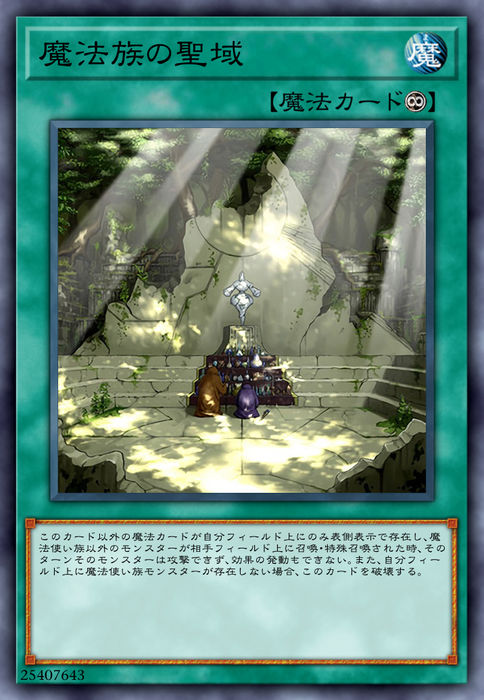 魔法族の聖域
魔
【魔法カード】
このカード以外の魔法カードが自分フィールド上にのみ表側表示で存在し、魔
法使い族以外のモンスターが相手フィールド上に召喚・特殊召喚された時、その
ターンそのモンスターは攻撃できず、効果の発動もできない。また、自分フィー
ルド上に魔法使い族モンスターが存在しない場合、このカードを破壊する。
25407643